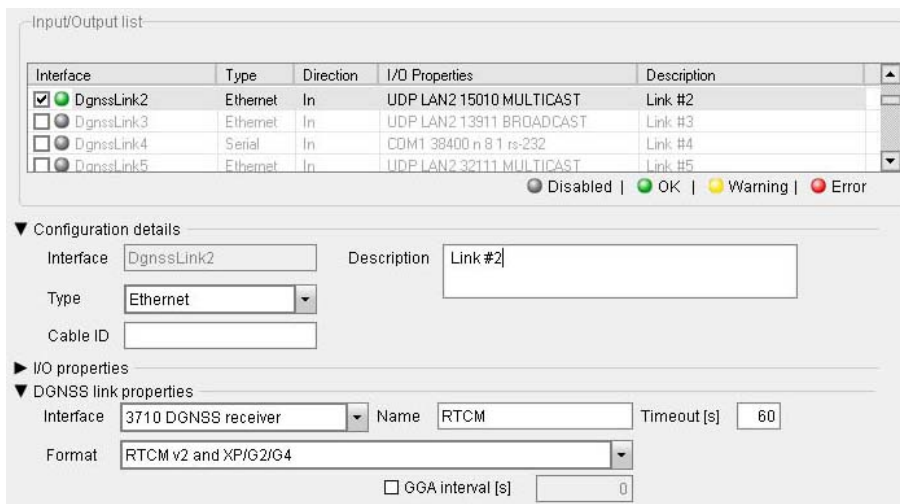 Input/Output list
Interface Type Direction I/O Properties Description
DgnssLink2 Ethernet In UDP LAN2 15010 MULTICAST Link #2
DgnssLink3 Ethernet In UDP LAN2 13911 BROADCAST Link #3
DgnssLink4 Serial In COM1 38400 n 8 1 rs-232 Link #4
DgnssLink5 Ethernet In UDP LAN2 32111 MULTICAST Link #5
Disabled | OK | Warning | Error
Configuration details
Interface DgnssLink2 Description Link #2
Type Ethernet
Cable ID
I/O properties
DGNSS link properties
Interface 3710 DGNSS receiver Name RTCM Timeout [s] 60
Format RTCM v2 and XP/G2/G4
GGA interval [s] 0